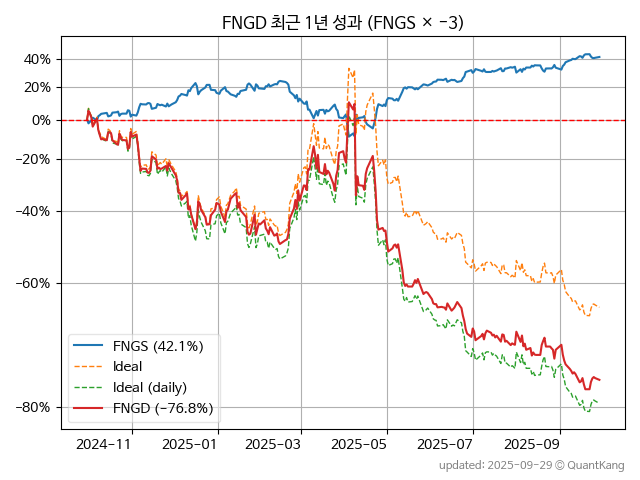 FNGD 최근 1년 성과 (FNGS × −3)
40%
20%
0%
−20%
−40%
−60%
−80%
FNGS (42.1%)
Ideal
Ideal (daily)
FNGD (−76.8%)
2024-11
2025-01
2025-03
2025-05
2025-07
2025-09
updated: 2025-09-29 © QuantKang